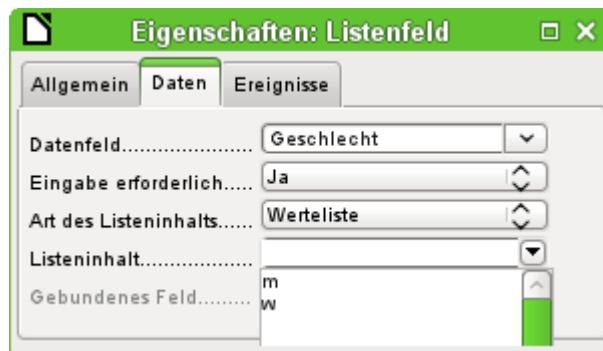 Eigenschaften: Listenfeld
Allgemein Daten Ereignisse
Datenfeld...................... Geschlecht
Eingabe erforderlich..... Ja
Art des Listeninhalts...... Werteliste
Listeninhalt...................
m
Gebundenes Feld......... w